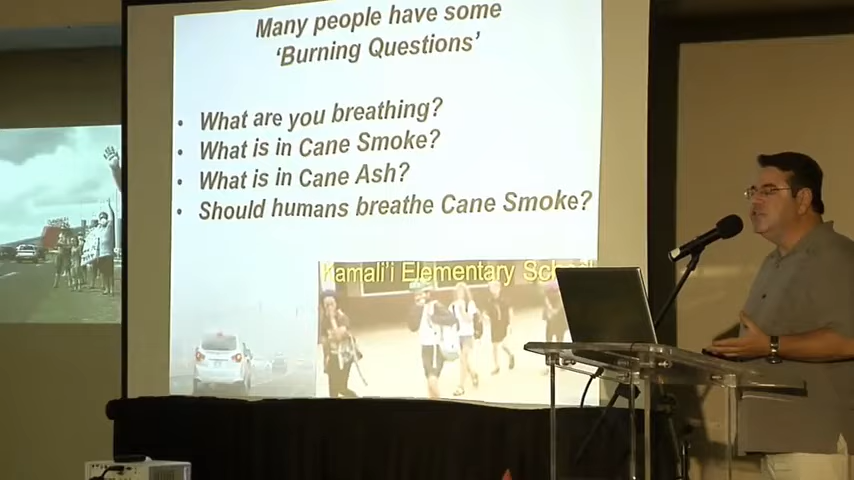 Many people have some
'Burning Questions'
• What are you breathing?
• What is in Cane Smoke?
• What is in Cane Ash?
• Should humans breathe Cane Smoke?
Kamali'i Elementary